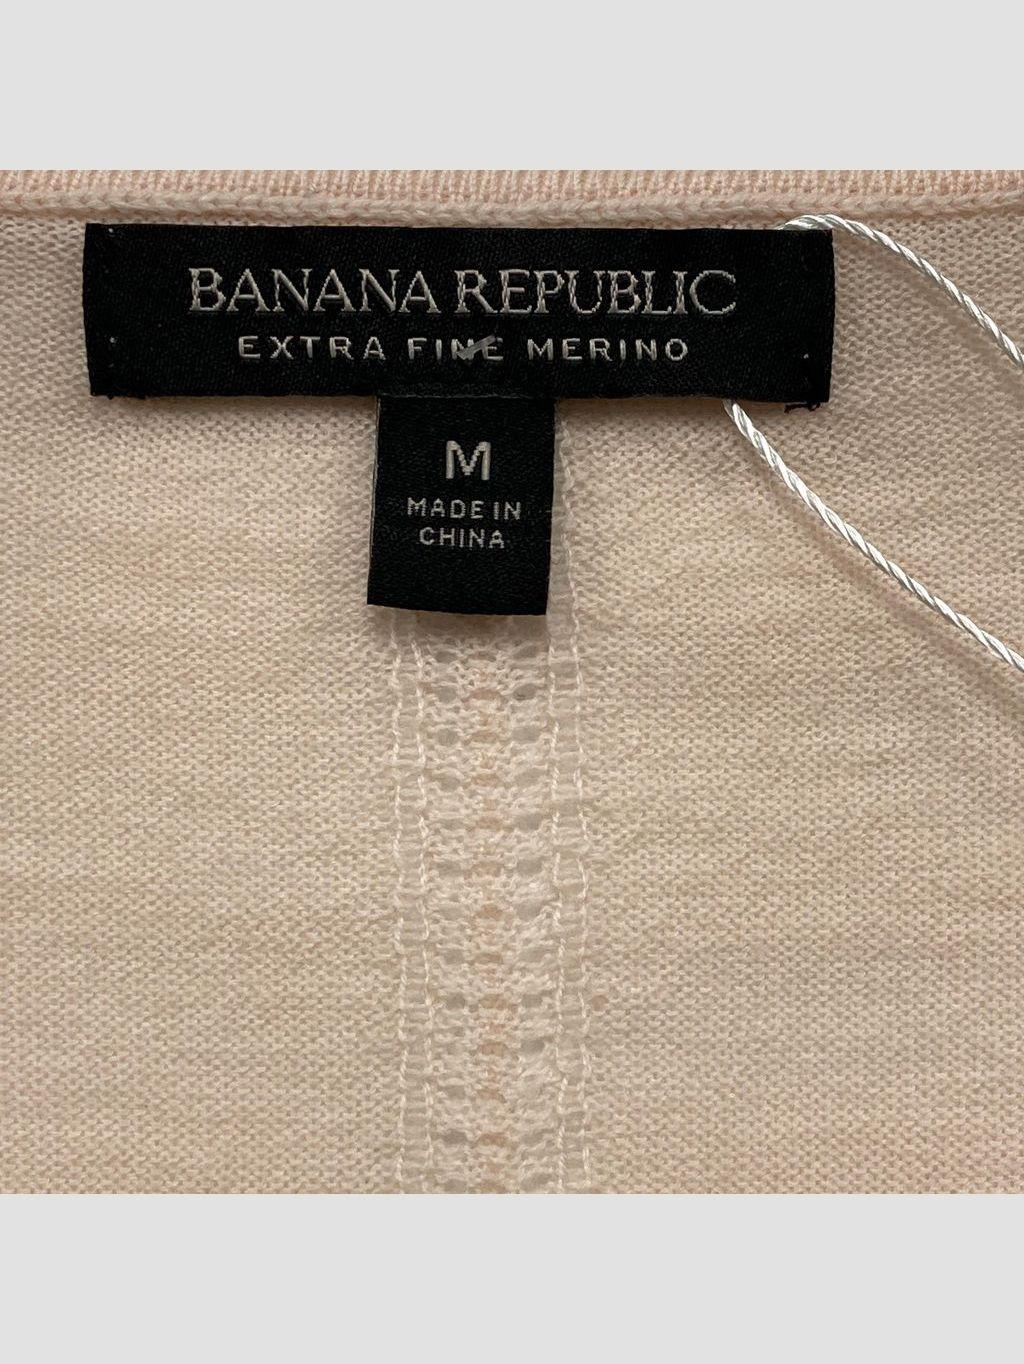 BANANA REPUBLIC
EXTRA FINE MERINO
M
MADE IN
CHINA